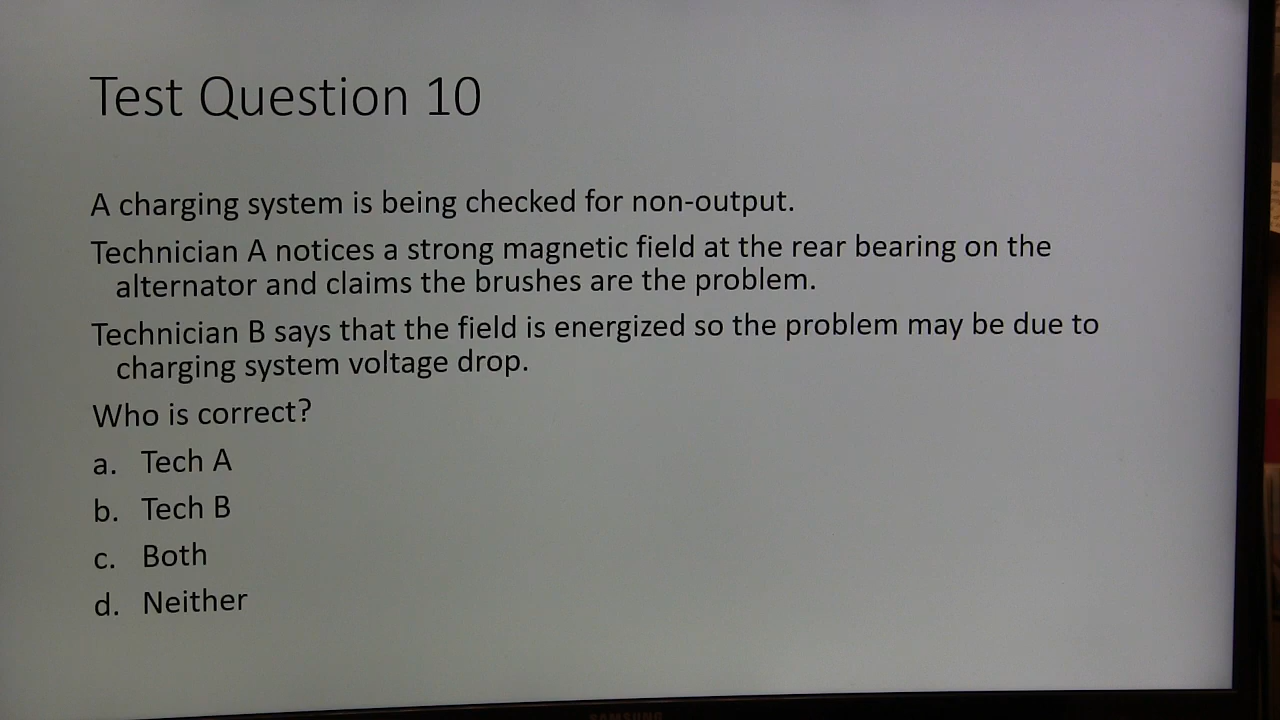 Test Question 10
A charging system is being checked for non-output.
Technician A notices a strong magnetic field at the rear bearing on the
alternator and claims the brushes are the problem.
Technician B says that the field is energized so the problem may be due to
charging system voltage drop.
Who is correct?
a. Tech A
b. Tech B
c. Both
d. Neither
SAMSUNG